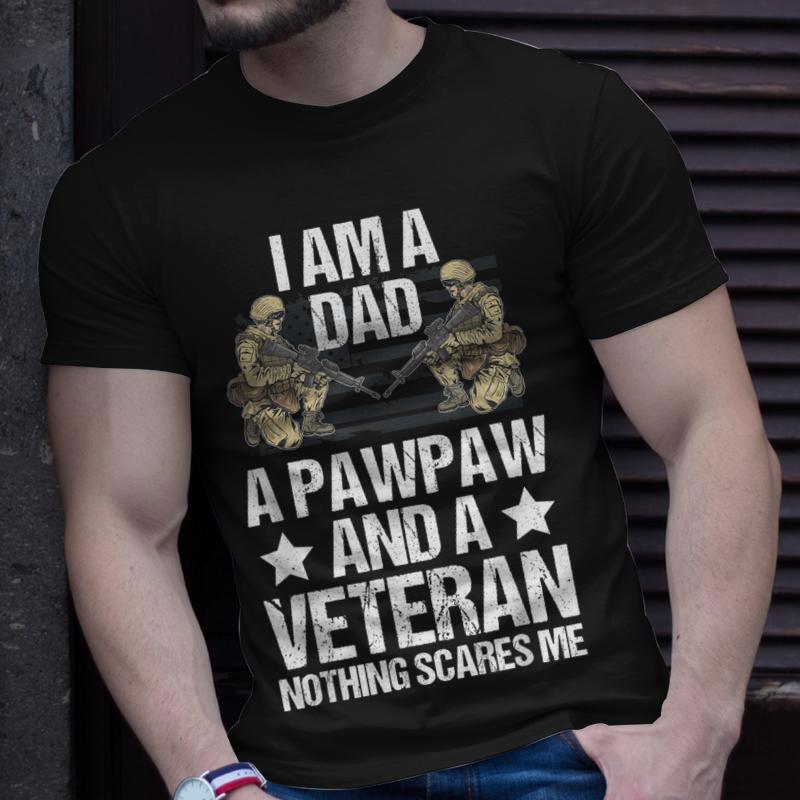 I AM A
DAD
A PAWPAW
AND A
VETERAN
NOTHING SCARES ME